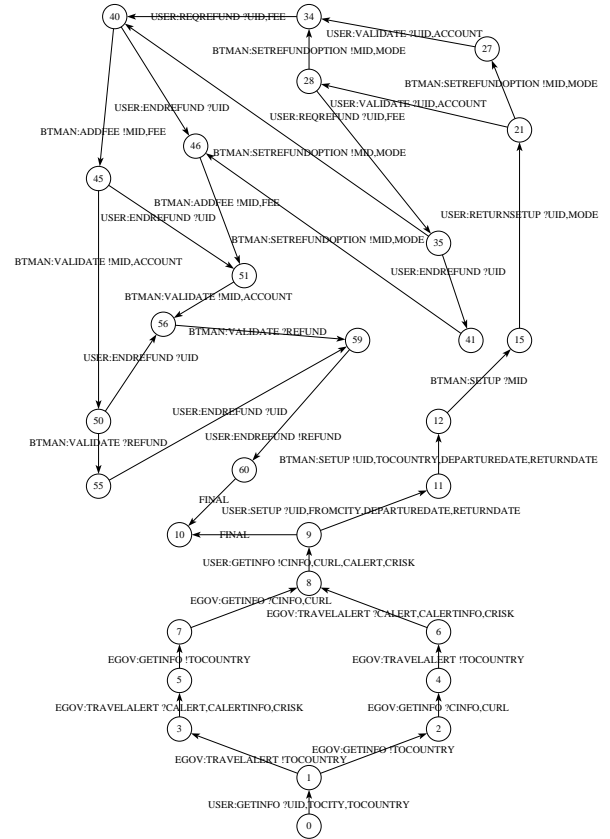 40
USER:REQREFUND ?UID,FEE
34
USER:VALIDATE ?UID,ACCOUNT
BTMAN:SETREFUNDOPTION !MID,MODE
27
28
BTMAN:SETREFUNDOPTION !MID,MODE
USER:ENDREFUND ?UID
USER:VALIDATE ?UID,ACCOUNT
USER:REQREFUND ?UID,FEE
BTMAN:ADDFEE !MID,FEE
21
46
BTMAN:SETREFUNDOPTION !MID,MODE
45
BTMAN:ADDFEE !MID,FEE
USER:ENDREFUND ?UID
USER:RETURNSETUP ?UID,MODE
BTMAN:SETREFUNDOPTION !MID,MODE
35
BTMAN:VALIDATE !MID,ACCOUNT
51
USER:ENDREFUND ?UID
BTMAN:VALIDATE !MID,ACCOUNT
56
BTMAN:VALIDATE ?REFUND
59
41
15
USER:ENDREFUND ?UID
BTMAN:SETUP ?MID
USER:ENDREFUND ?UID
50
12
BTMAN:VALIDATE ?REFUND
USER:ENDREFUND !REFUND
BTMAN:SETUP !UID,TOCOUNTRY,DEPARTUREDATE,RETURNDATE
60
55
11
FINAL
USER:SETUP ?UID,FROMCITY,DEPARTUREDATE,RETURNDATE
10
FINAL
9
USER:GETINFO !CINFO,CURL,CALERT,CRISK
8
EGOV:GETINFO ?CINFO,CURL
EGOV:TRAVELALERT ?CALERT,CALERTINFO,CRISK
7
6
EGOV:GETINFO !TOCOUNTRY
EGOV:TRAVELALERT !TOCOUNTRY
5
4
EGOV:TRAVELALERT ?CALERT,CALERTINFO,CRISK
EGOV:GETINFO ?CINFO,CURL
3
2
EGOV:GETINFO !TOCOUNTRY
EGOV:TRAVELALERT !TOCOUNTRY
1
USER:GETINFO ?UID,TOCITY,TOCOUNTRY
0